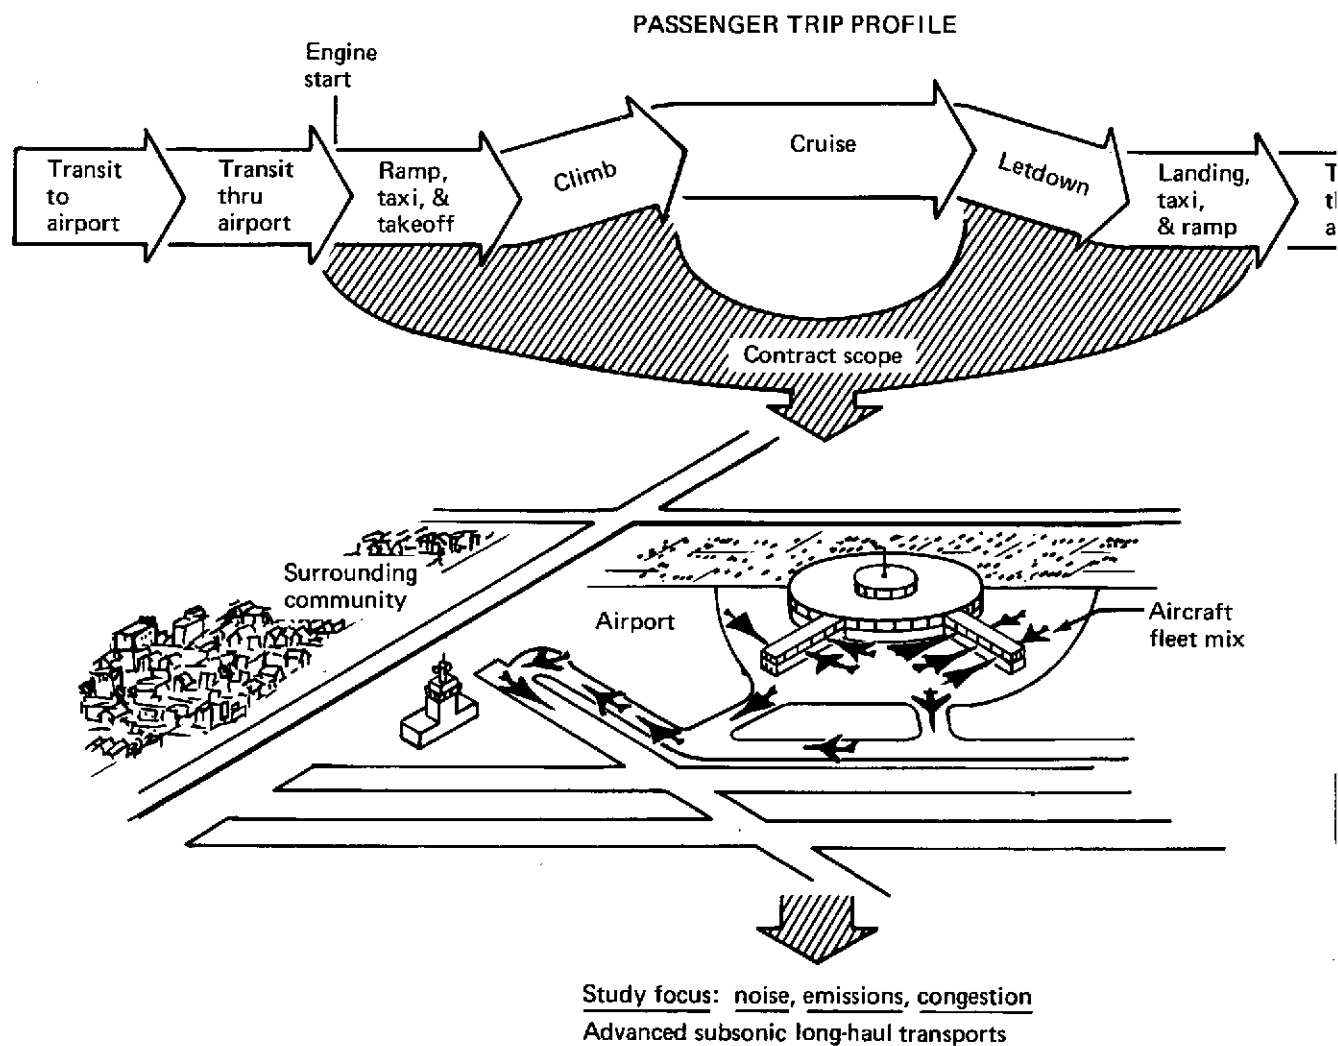 PASSENGER TRIP PROFILE
Engine
start
Transit
to
airport
Transit
thru
airport
Ramp,
taxi, &
takeoff
Climb
Cruise
Letdown
Landing,
taxi,
& ramp
Contract scope
Surrounding
community
Airport
Aircraft
fleet mix
Study focus: noise, emissions, congestion
Advanced subsonic long-haul transports